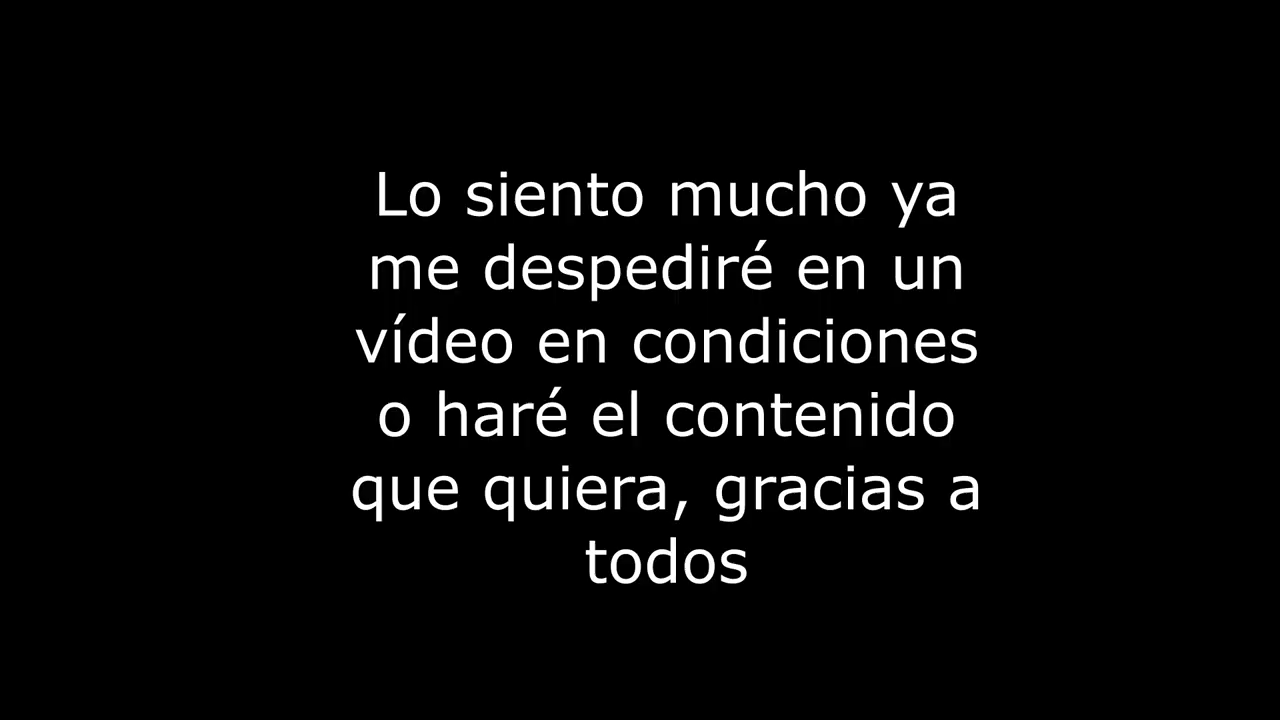 Lo siento mucho ya
me despediré en un
vídeo en condiciones
o haré el contenido
que quiera, gracias a
todos